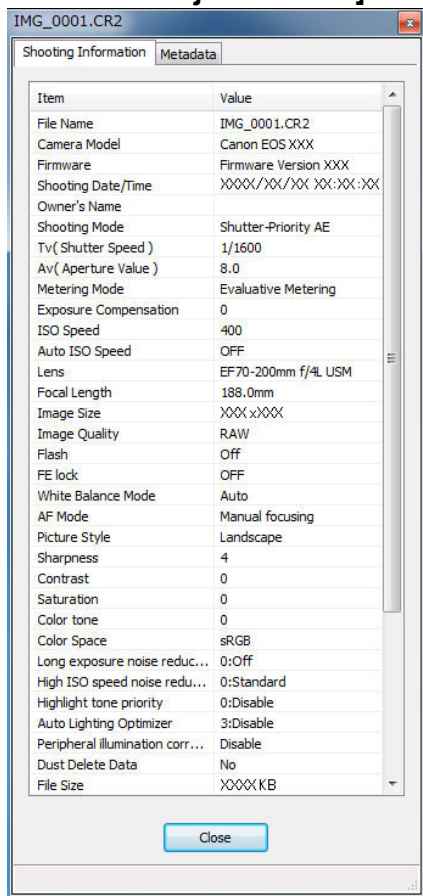 IMG_0001.CR2
Shooting Information Metadata
Item Value
File Name IMG_0001.CR2
Camera Model Canon EOS XXX
Firmware Firmware Version XXX
Shooting Date/Time XXXX/XX/XX XX:XX:XX
Owner's Name
Shooting Mode Shutter-Priority AE
Tv( Shutter Speed ) 1/1600
Av( Aperture Value ) 8.0
Metering Mode Evaluative Metering
Exposure Compensation 0
ISO Speed 400
Auto ISO Speed OFF
Lens EF70-200mm f/4L USM
Focal Length 188.0mm
Image Size XXX xXXX
Image Quality RAW
Flash Off
FE lock OFF
White Balance Mode Auto
AF Mode Manual focusing
Picture Style Landscape
Sharpness 4
Contrast 0
Saturation 0
Color tone 0
Color Space sRGB
Long exposure noise reduc... 0:Off
High ISO speed noise redu... 0:Standard
Highlight tone priority 0:Disable
Auto Lighting Optimizer 3:Disable
Peripheral illumination corr... Disable
Dust Delete Data No
File Size XXXXKB
Close